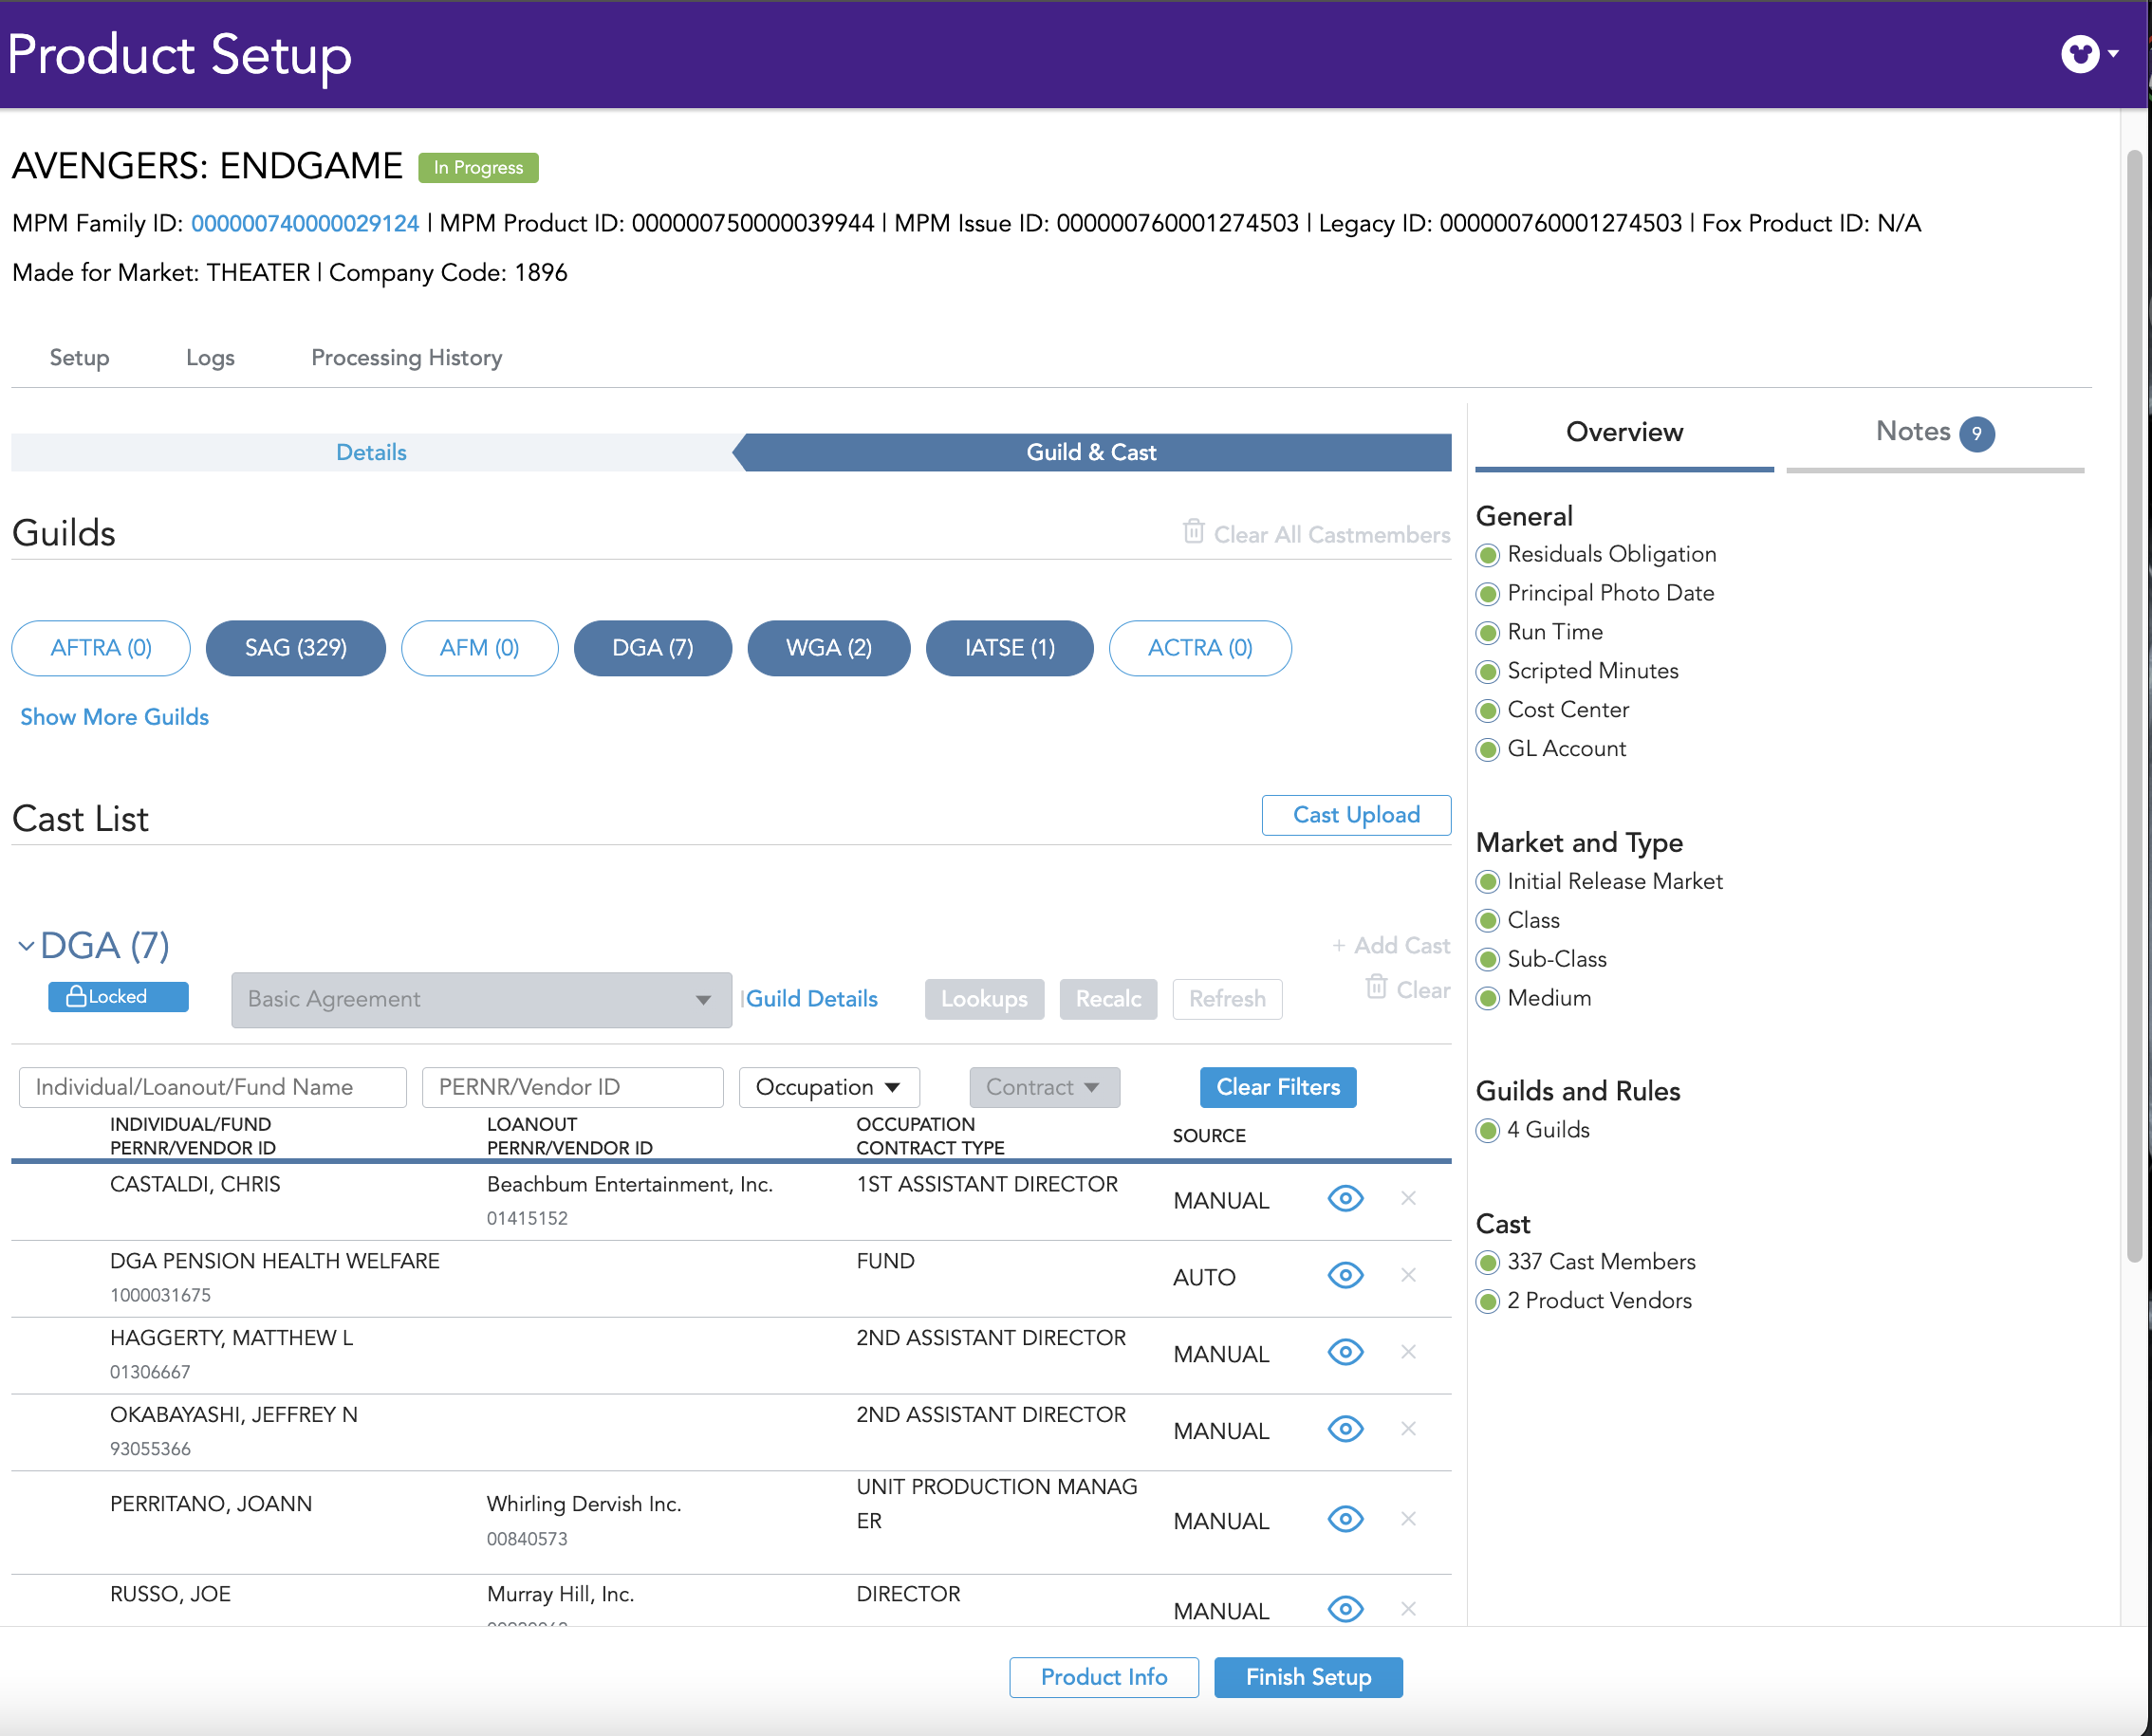 Product Setup
AVENGERS: ENDGAME In Progress
MPM Family ID: 000000740000029124 | MPM Product ID: 000000750000039944 | MPM Issue ID: 000000760001274503 | Legacy ID: 000000760001274503 | Fox Product ID: N/A
Made for Market: THEATER | Company Code: 1896
Setup Logs Processing History
Details Guild & Cast
Guilds Clear All Castmembers
AFTRA (0) SAG (329) AFM (0) DGA (7) WGA (2) IATSE (1) ACTRA (0)
Show More Guilds
Cast List Cast Upload
DGA (7) + Add Cast
Locked Basic Agreement |Guild Details Lookups Recalc Refresh Clear
Individual/Loanout/Fund Name PERNR/Vendor ID Occupation Contract Clear Filters
INDIVIDUAL/FUND LOANOUT OCCUPATION
PERNR/VENDOR ID PERNR/VENDOR ID CONTRACT TYPE SOURCE
CASTALDI, CHRIS Beachbum Entertainment, Inc. 1ST ASSISTANT DIRECTOR MANUAL
01415152
DGA PENSION HEALTH WELFARE FUND AUTO
1000031675
HAGGERTY, MATTHEW L 2ND ASSISTANT DIRECTOR MANUAL
01306667
OKABAYASHI, JEFFREY N 2ND ASSISTANT DIRECTOR MANUAL
93055366
PERRITANO, JOANN Whirling Dervish Inc. UNIT PRODUCTION MANAG
00840573 ER MANUAL
RUSSO, JOE Murray Hill, Inc. DIRECTOR MANUAL
Overview Notes 9
General
Residuals Obligation
Principal Photo Date
Run Time
Scripted Minutes
Cost Center
GL Account
Market and Type
Initial Release Market
Class
Sub-Class
Medium
Guilds and Rules
4 Guilds
Cast
337 Cast Members
2 Product Vendors
Product Info Finish Setup